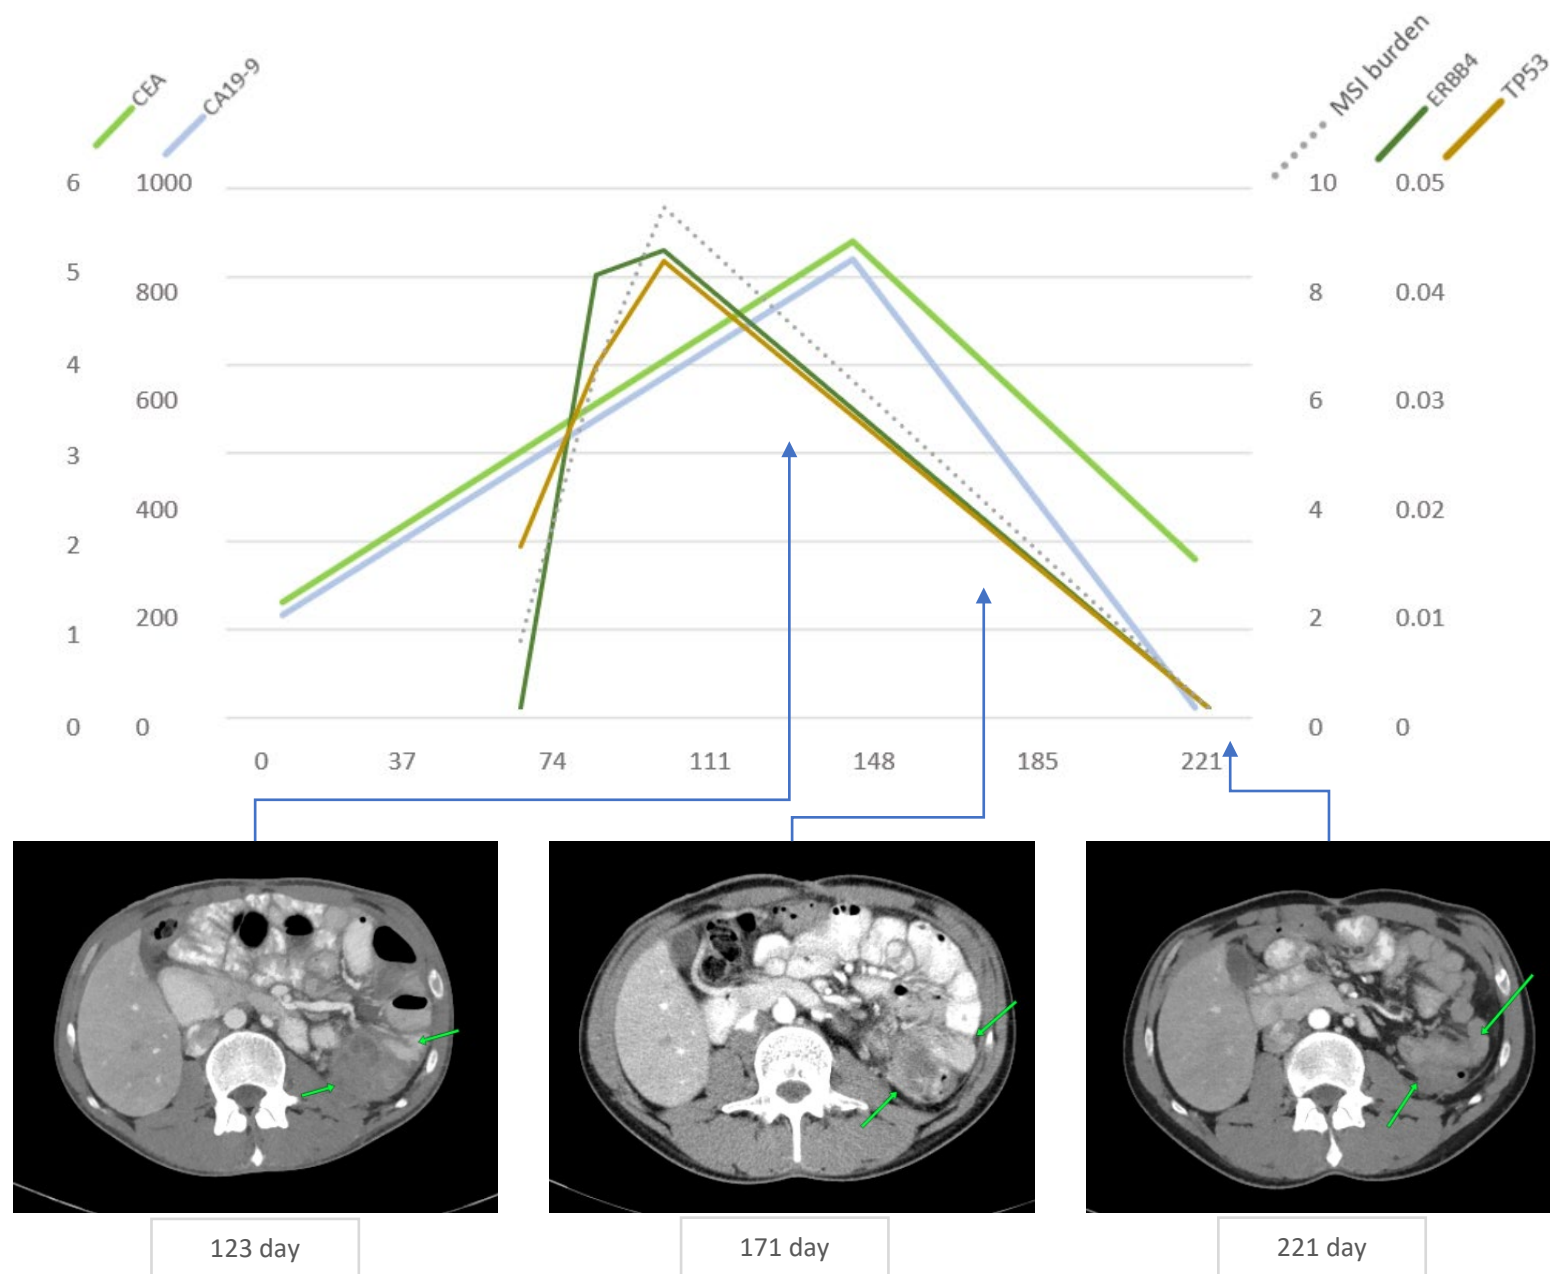 CEA
CA19-9
MSI burden
ERBB4
TP53
6 1000 10 0.05
5 800 8 0.04
4 600 6 0.03
3 400 4 0.02
2 200 2 0.01
1
0 0 0 0
0 37 74 111 148 185 221
123 day 171 day 221 day